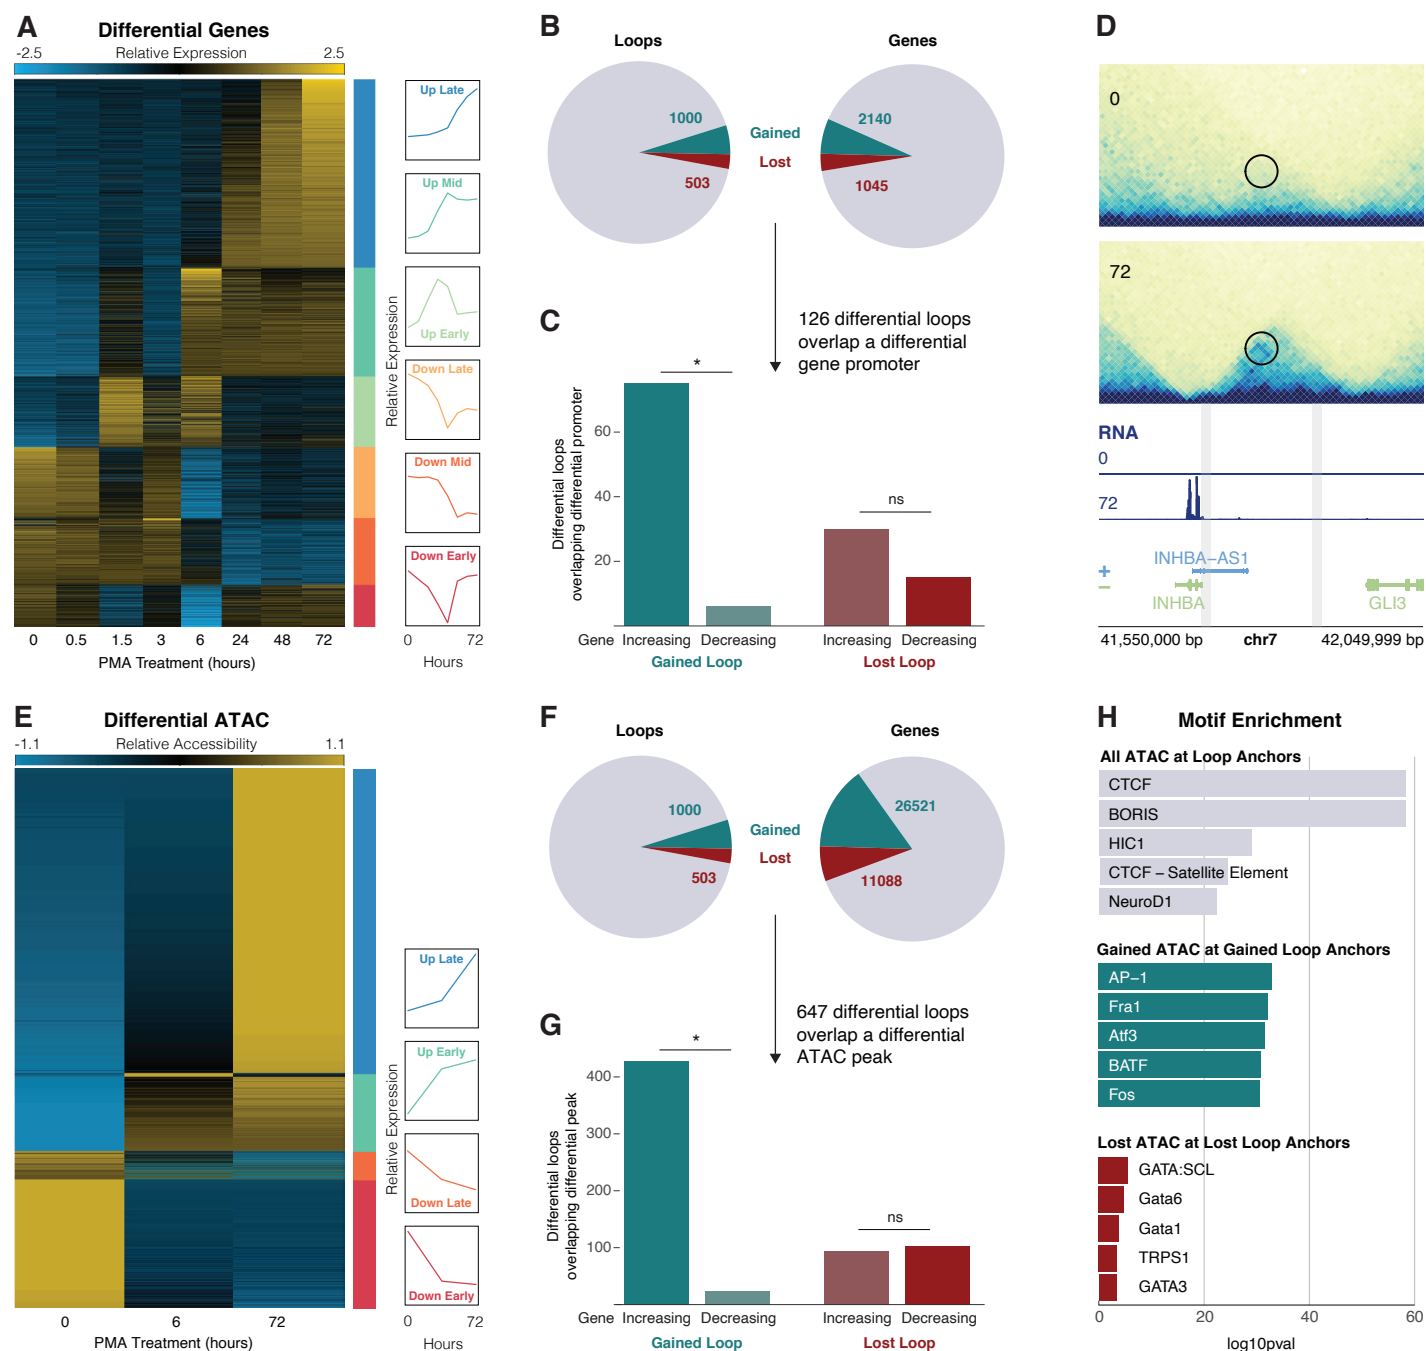 A
Differential Genes
-2.5
Relative Expression
2.5
Up Late
Up Mid
Up Early
Down Late
Down Mid
Down Early
Relative Expression
0
0.5
1.5
3
6
24
48
72
PMA Treatment (hours)
0
72
Hours
B
Loops
Genes
1000
503
Gained
Lost
2140
1045
126 differential loops
overlap a differential
gene promoter
C
*
ns
Differential loops
overlapping differential promoter
60
40
20
Gene
Increasing
Decreasing
Increasing
Decreasing
Gained Loop
Lost Loop
D
0
72
RNA
0
72
INHBA-AS1
+
−
INHBA
GLI3
41,550,000 bp
chr7
42,049,999 bp
E
Differential ATAC
-1.1
Relative Accessibility
1.1
Up Late
Up Early
Down Late
Down Early
Relative Expression
0
6
72
PMA Treatment (hours)
0
72
Hours
F
Loops
Genes
1000
503
Gained
Lost
26521
11088
647 differential loops
overlap a differential
ATAC peak
G
*
ns
Differential loops
overlapping differential peak
400
300
200
100
Gene
Increasing
Decreasing
Increasing
Decreasing
Gained Loop
Lost Loop
H
Motif Enrichment
All ATAC at Loop Anchors
CTCF
BORIS
HIC1
CTCF – Satellite Element
NeuroD1
Gained ATAC at Gained Loop Anchors
AP-1
Fra1
Atf3
BATF
Fos
Lost ATAC at Lost Loop Anchors
GATA:SCL
Gata6
Gata1
TRPS1
GATA3
0
20
40
60
log10pval